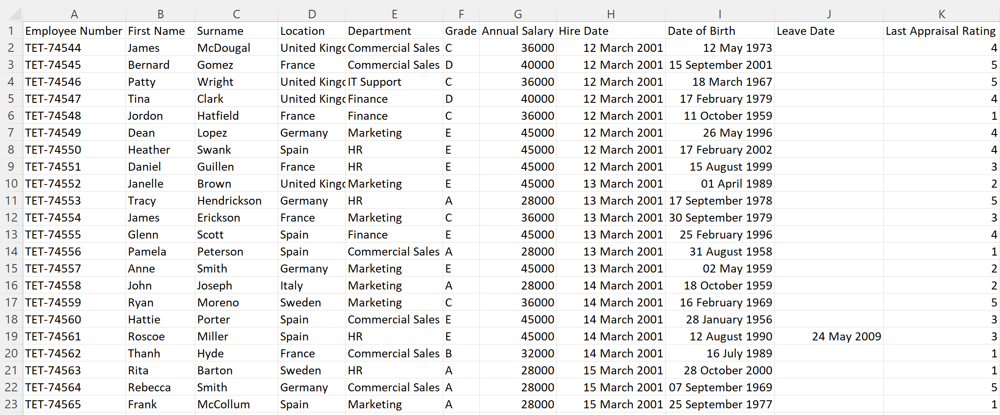 A B C D E F G H I J K
1 Employee Number First Name Surname Location Department Grade Annual Salary Hire Date Date of Birth Leave Date Last Appraisal Rating
2 TET-74544 James McDougal United Kingd Commercial Sales C 36000 12 March 2001 12 May 1973 4
3 TET-74545 Bernard Gomez France Commercial Sales D 40000 12 March 2001 15 September 2001 5
4 TET-74546 Patty Wright United Kingd IT Support C 36000 12 March 2001 18 March 1967 5
5 TET-74547 Tina Clark United Kingd Finance D 40000 12 March 2001 17 February 1979 4
6 TET-74548 Jordon Hatfield France Finance C 36000 12 March 2001 11 October 1959 1
7 TET-74549 Dean Lopez Germany Marketing E 45000 12 March 2001 26 May 1996 4
8 TET-74550 Heather Swank Spain HR E 45000 12 March 2001 17 February 2002 4
9 TET-74551 Daniel Guillen France HR E 45000 12 March 2001 15 August 1999 3
10 TET-74552 Janelle Brown United Kingd Marketing E 45000 13 March 2001 01 April 1989 2
11 TET-74553 Tracy Hendrickson Germany HR A 28000 13 March 2001 17 September 1978 5
12 TET-74554 James Erickson France Marketing C 36000 13 March 2001 30 September 1979 3
13 TET-74555 Glenn Scott Spain Finance E 45000 13 March 2001 25 February 1996 4
14 TET-74556 Pamela Peterson Spain Commercial Sales A 28000 13 March 2001 31 August 1958 1
15 TET-74557 Anne Smith Germany Marketing E 45000 13 March 2001 02 May 1959 2
16 TET-74558 John Joseph Italy Marketing A 28000 14 March 2001 18 October 1959 2
17 TET-74559 Ryan Moreno Sweden Marketing C 36000 14 March 2001 16 February 1969 5
18 TET-74560 Hattie Porter Spain Commercial Sales E 45000 14 March 2001 28 January 1956 3
19 TET-74561 Roscoe Miller Spain HR E 45000 14 March 2001 12 August 1990 24 May 2009 3
20 TET-74562 Thanh Hyde France Commercial Sales B 32000 14 March 2001 16 July 1989 1
21 TET-74563 Rita Barton Sweden HR A 28000 15 March 2001 28 October 2000 1
22 TET-74564 Rebecca Smith Germany Commercial Sales A 28000 15 March 2001 07 September 1969 5
23 TET-74565 Frank McCollum Spain Marketing A 28000 15 March 2001 25 September 1977 1